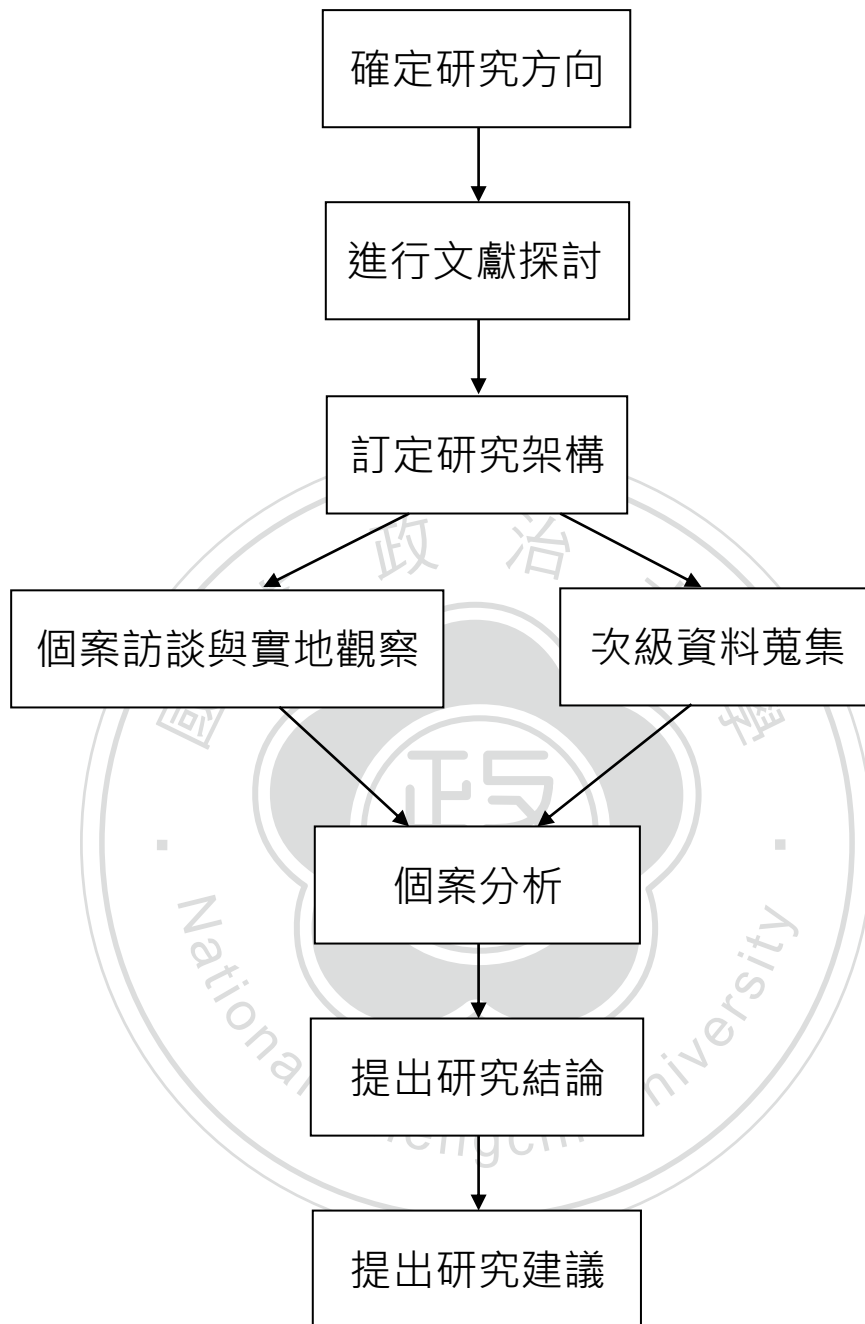 確定研究方向
進行文獻探討
訂定研究架構
政治
個案訪談與實地觀察
次級資料蒐集
個案分析
National
提出研究結論
提出研究建議